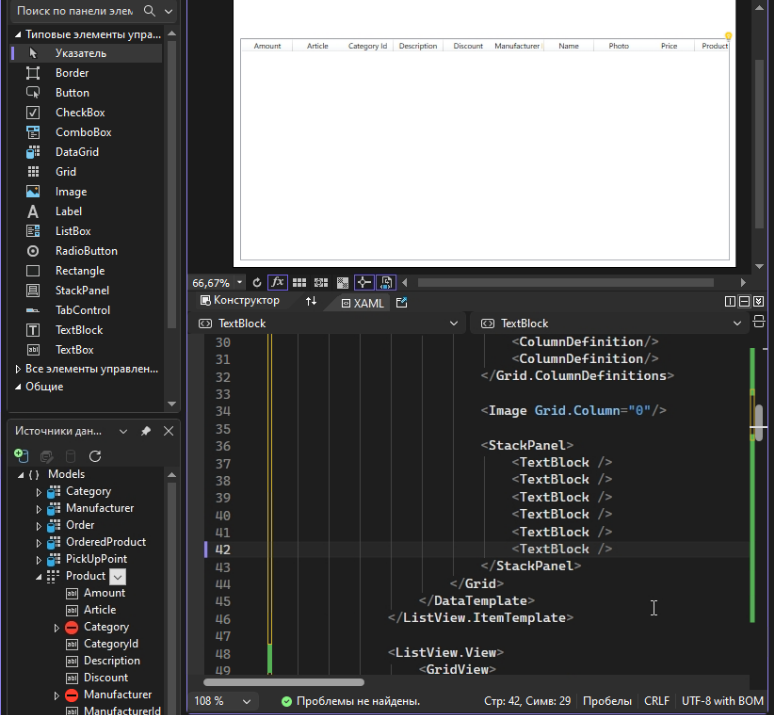 Поиск по панели элем
Типовые элементы упра...
Указатель
Border
Button
CheckBox
ComboBox
DataGrid
Grid
Image
Label
ListBox
RadioButton
Rectangle
StackPanel
TabControl
TextBlock
TextBox
Все элементы управлен...
Общие
Источники дан...
Models
Category
Manufacturer
Order
OrderedProduct
PickUpPoint
Product
Amount
Article
Category
CategoryId
Description
Discount
Manufacturer
ManufacturerId
Amount Article Category Id Description Discount Manufacturer Name Photo Price Product
66,67%
Конструктор XAML
TextBlock TextBlock
30 <ColumnDefinition/>
31 <ColumnDefinition/>
32 </Grid.ColumnDefinitions>
33
34 <Image Grid.Column="0"/>
35
36 <StackPanel>
37 <TextBlock />
38 <TextBlock />
39 <TextBlock />
40 <TextBlock />
41 <TextBlock />
42 <TextBlock />
43 </StackPanel>
44 </Grid>
45 </DataTemplate>
46 </ListView.ItemTemplate>
47
48 <ListView.View>
49 <GridView>
108 % Проблемы не найдены. Стр: 42, Симв: 29 Пробелы CRLF UTF-8 with BOM